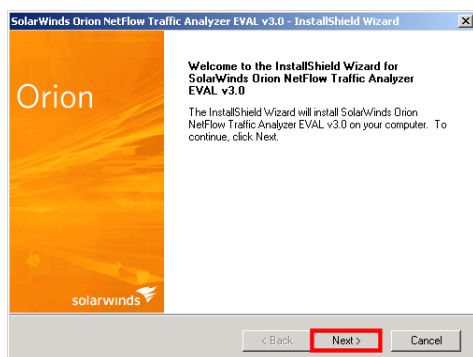 SolarWinds Orion NetFlow Traffic Analyzer EVAL v3.0 - InstallShield Wizard
Orion
Welcome to the InstallShield Wizard for
SolarWinds Orion NetFlow Traffic Analyzer
EVAL v3.0
The InstallShield Wizard will install SolarWinds Orion
NetFlow Traffic Analyzer EVAL v3.0 on your computer. To
continue, click Next.
solarwinds
< Back
Next >
Cancel